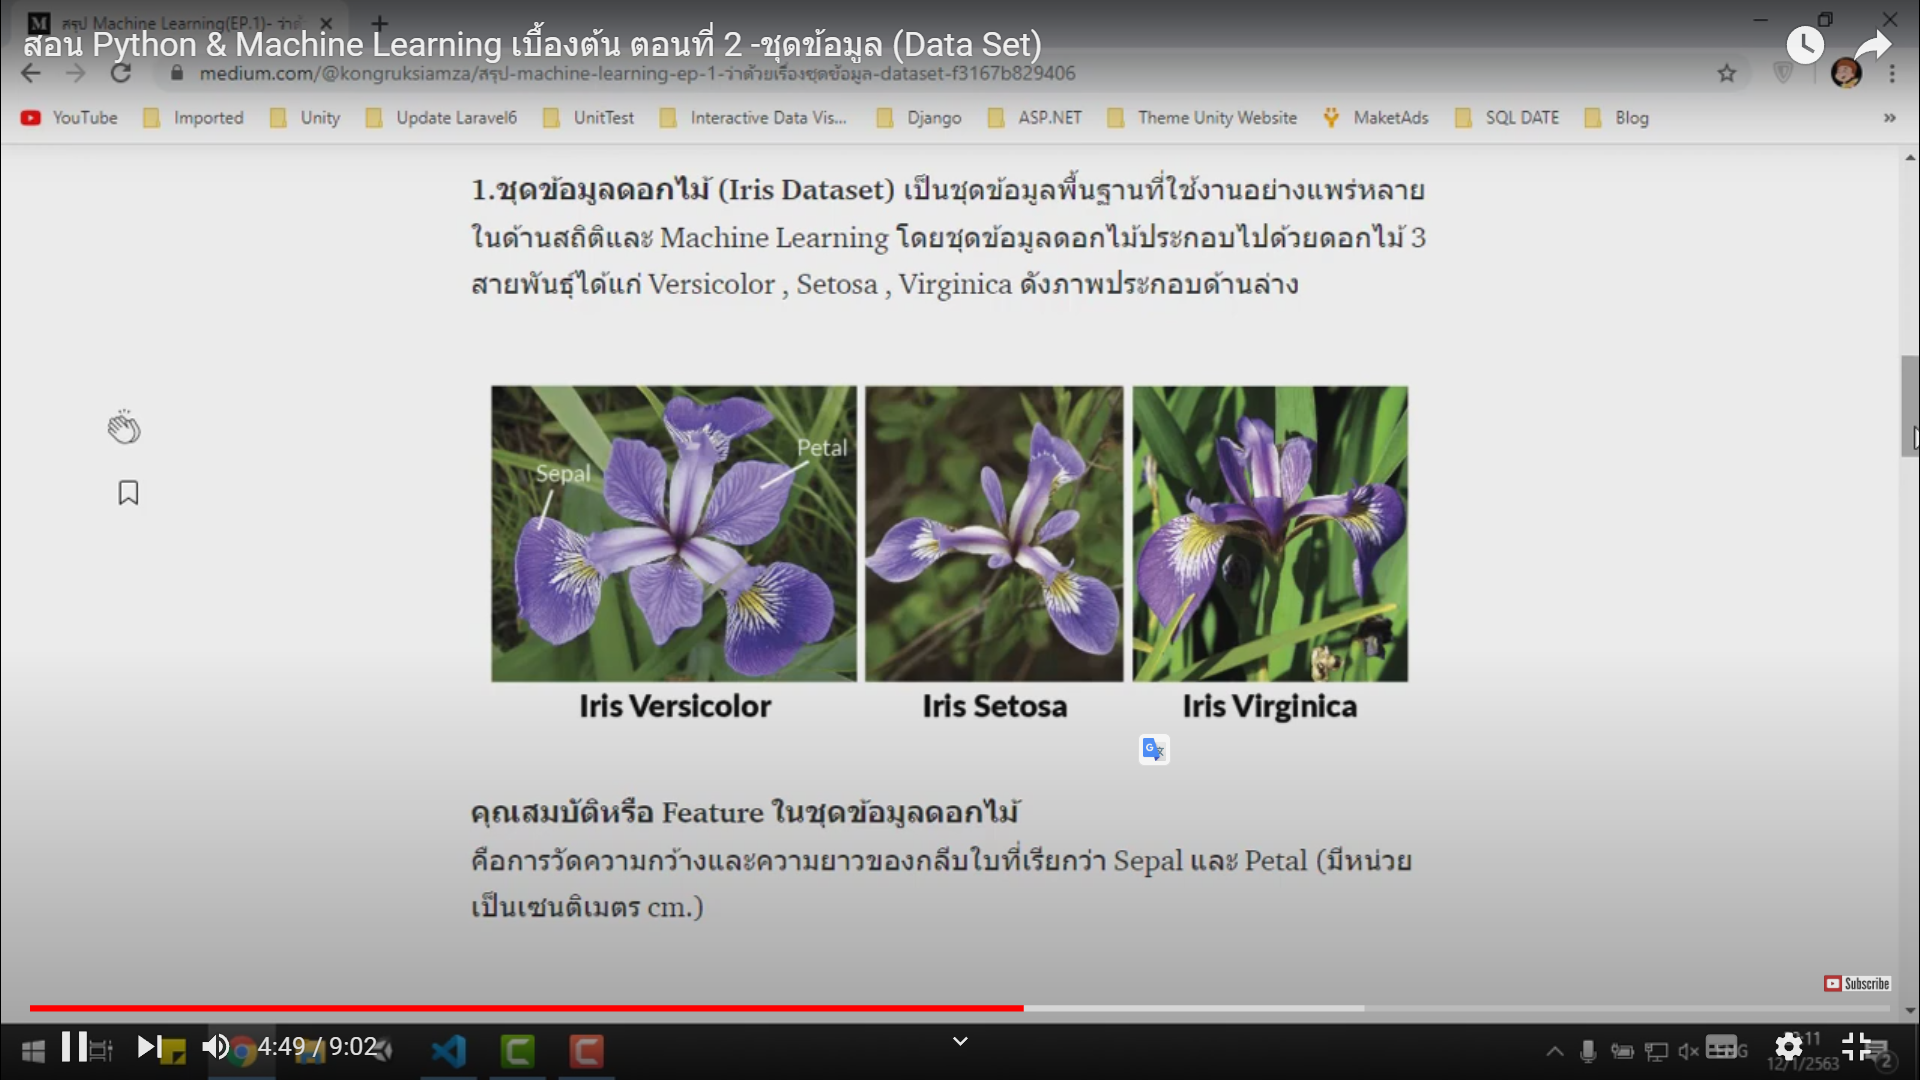 สรุป Machine Learning(EP.1)- ว่าด้
สอน Python & Machine Learning เบื้องต้น ตอนที่ 2 -ชุดข้อมูล (Data Set)
medium.com/@kongruksiamza/สรุป-machine-learning-ep-1-ว่าด้วยเรื่องชุดข้อมูล-dataset-f3167b829406
YouTube Imported Unity Update Laravel6 UnitTest Interactive Data Vis... Django ASP.NET Theme Unity Website MaketAds SQL DATE Blog »
1.ชุดข้อมูลดอกไม้ (Iris Dataset) เป็นชุดข้อมูลพื้นฐานที่ใช้งานอย่างแพร่หลาย
ในด้านสถิติและ Machine Learning โดยชุดข้อมูลดอกไม้ประกอบไปด้วยดอกไม้ 3
สายพันธุ์ได้แก่ Versicolor , Setosa , Virginica ดังภาพประกอบด้านล่าง
Petal
Sepal
Iris Versicolor Iris Setosa Iris Virginica
คุณสมบัติหรือ Feature ในชุดข้อมูลดอกไม้
คือการวัดความกว้างและความยาวของกลีบใบที่เรียกว่า Sepal และ Petal (มีหน่วย
เป็นเซนติเมตร cm.)
Subscribe
4:49 / 9:02
12/1/2563
2